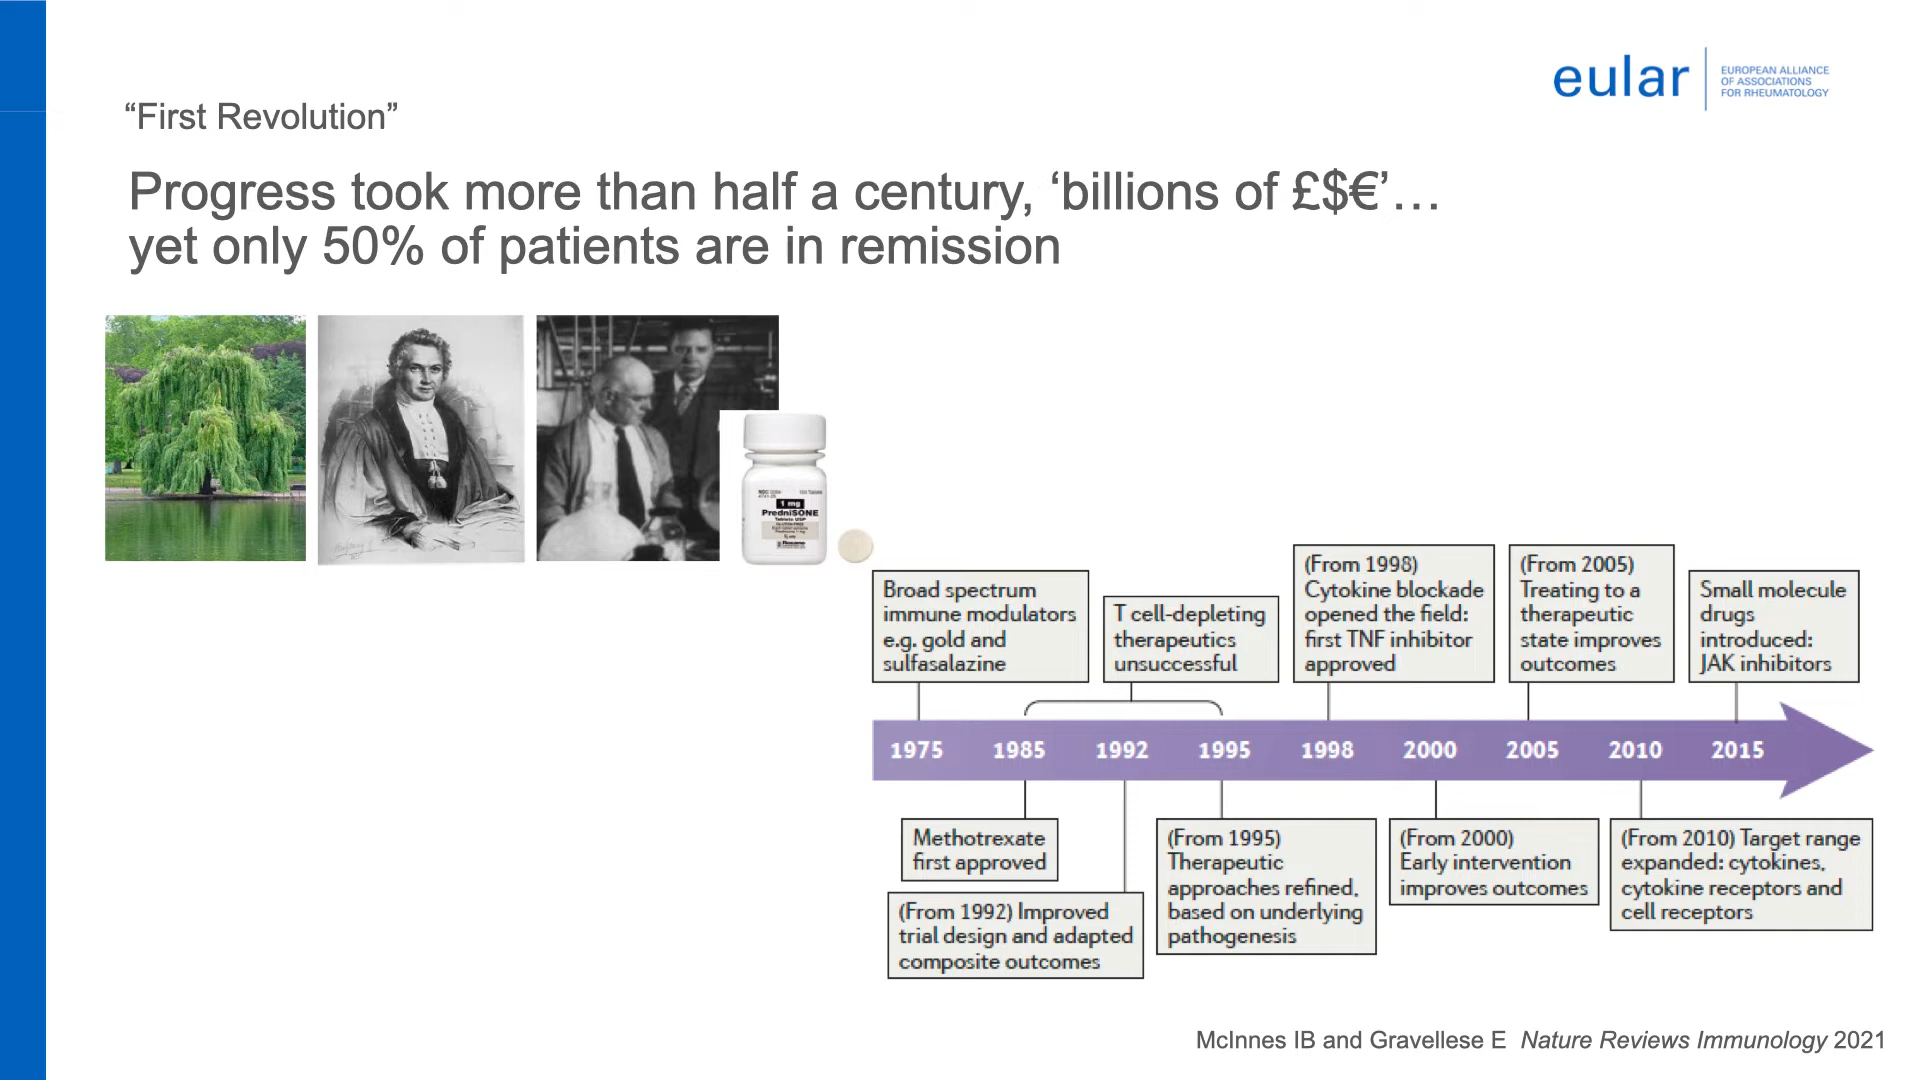 eular
EUROPEAN ALLIANCE
OF ASSOCIATIONS
FOR RHEUMATOLOGY
“First Revolution”
Progress took more than half a century, ‘billions of £$€’…
yet only 50% of patients are in remission
1 mg
PredniSONE
Tablets USP
Broad spectrum
immune modulators
e.g. gold and
sulfasalazine
T cell-depleting
therapeutics
unsuccessful
(From 1998)
Cytokine blockade
opened the field:
first TNF inhibitor
approved
(From 2005)
Treating to a
therapeutic
state improves
outcomes
Small molecule
drugs
introduced:
JAK inhibitors
1975 1985 1992 1995 1998 2000 2005 2010 2015
Methotrexate
first approved
(From 1992) Improved
trial design and adapted
composite outcomes
(From 1995)
Therapeutic
approaches refined,
based on underlying
pathogenesis
(From 2000)
Early intervention
improves outcomes
(From 2010) Target range
expanded: cytokines,
cytokine receptors and
cell receptors
McInnes IB and Gravellese E Nature Reviews Immunology 2021